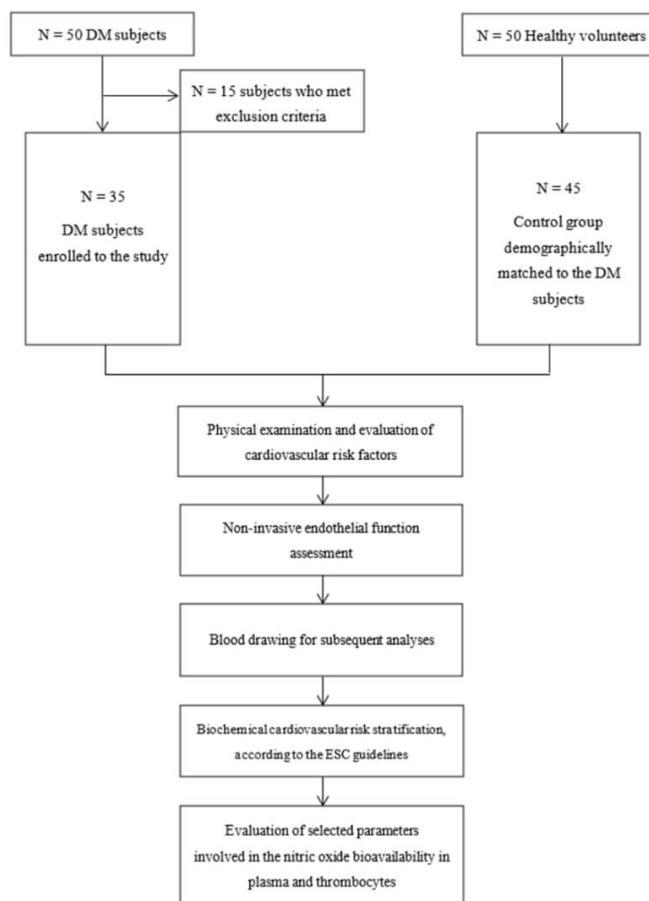 N = 50 DM subjects
N = 50 Healthy volunteers
N = 15 subjects who met
exclusion criteria
N = 35
DM subjects
enrolled to the study
N = 45
Control group
demographically
matched to the DM
subjects
Physical examination and evaluation of
cardiovascular risk factors
Non-invasive endothelial function
assessment
Blood drawing for subsequent analyses
Biochemical cardiovascular risk stratification,
according to the ESC guidelines
Evaluation of selected parameters
involved in the nitric oxide bioavailability in
plasma and thrombocytes